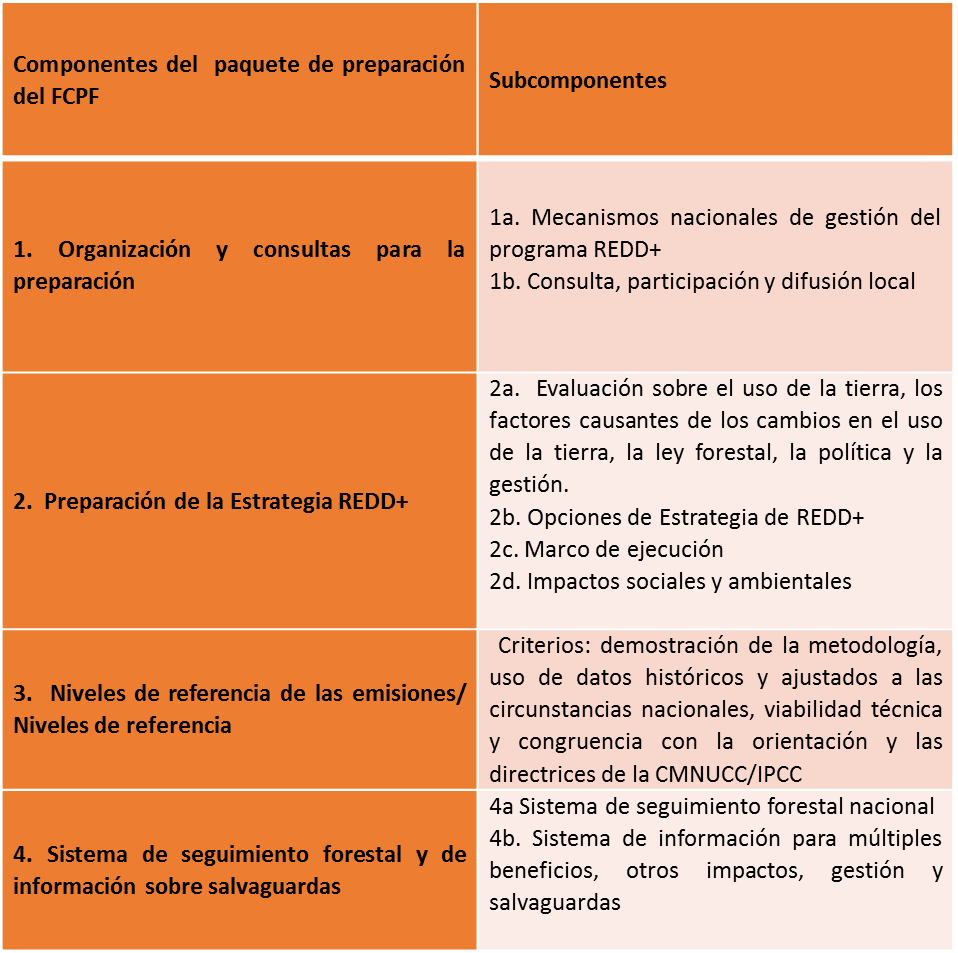 Componentes del paquete de preparación
del FCPF
Subcomponentes
1. Organización y consultas para la
preparación
1a. Mecanismos nacionales de gestión del
programa REDD+
1b. Consulta, participación y difusión local
2. Preparación de la Estrategia REDD+
2a. Evaluación sobre el uso de la tierra, los
factores causantes de los cambios en el uso
de la tierra, la ley forestal, la política y la
gestión.
2b. Opciones de Estrategia de REDD+
2c. Marco de ejecución
2d. Impactos sociales y ambientales
3. Niveles de referencia de las emisiones/
Niveles de referencia
Criterios: demostración de la metodología,
uso de datos históricos y ajustados a las
circunstancias nacionales, viabilidad técnica
y congruencia con la orientación y las
directrices de la CMNUCC/IPCC
4. Sistema de seguimiento forestal y de
información sobre salvaguardas
4a Sistema de seguimiento forestal nacional
4b. Sistema de información para múltiples
beneficios, otros impactos, gestión y
salvaguardas